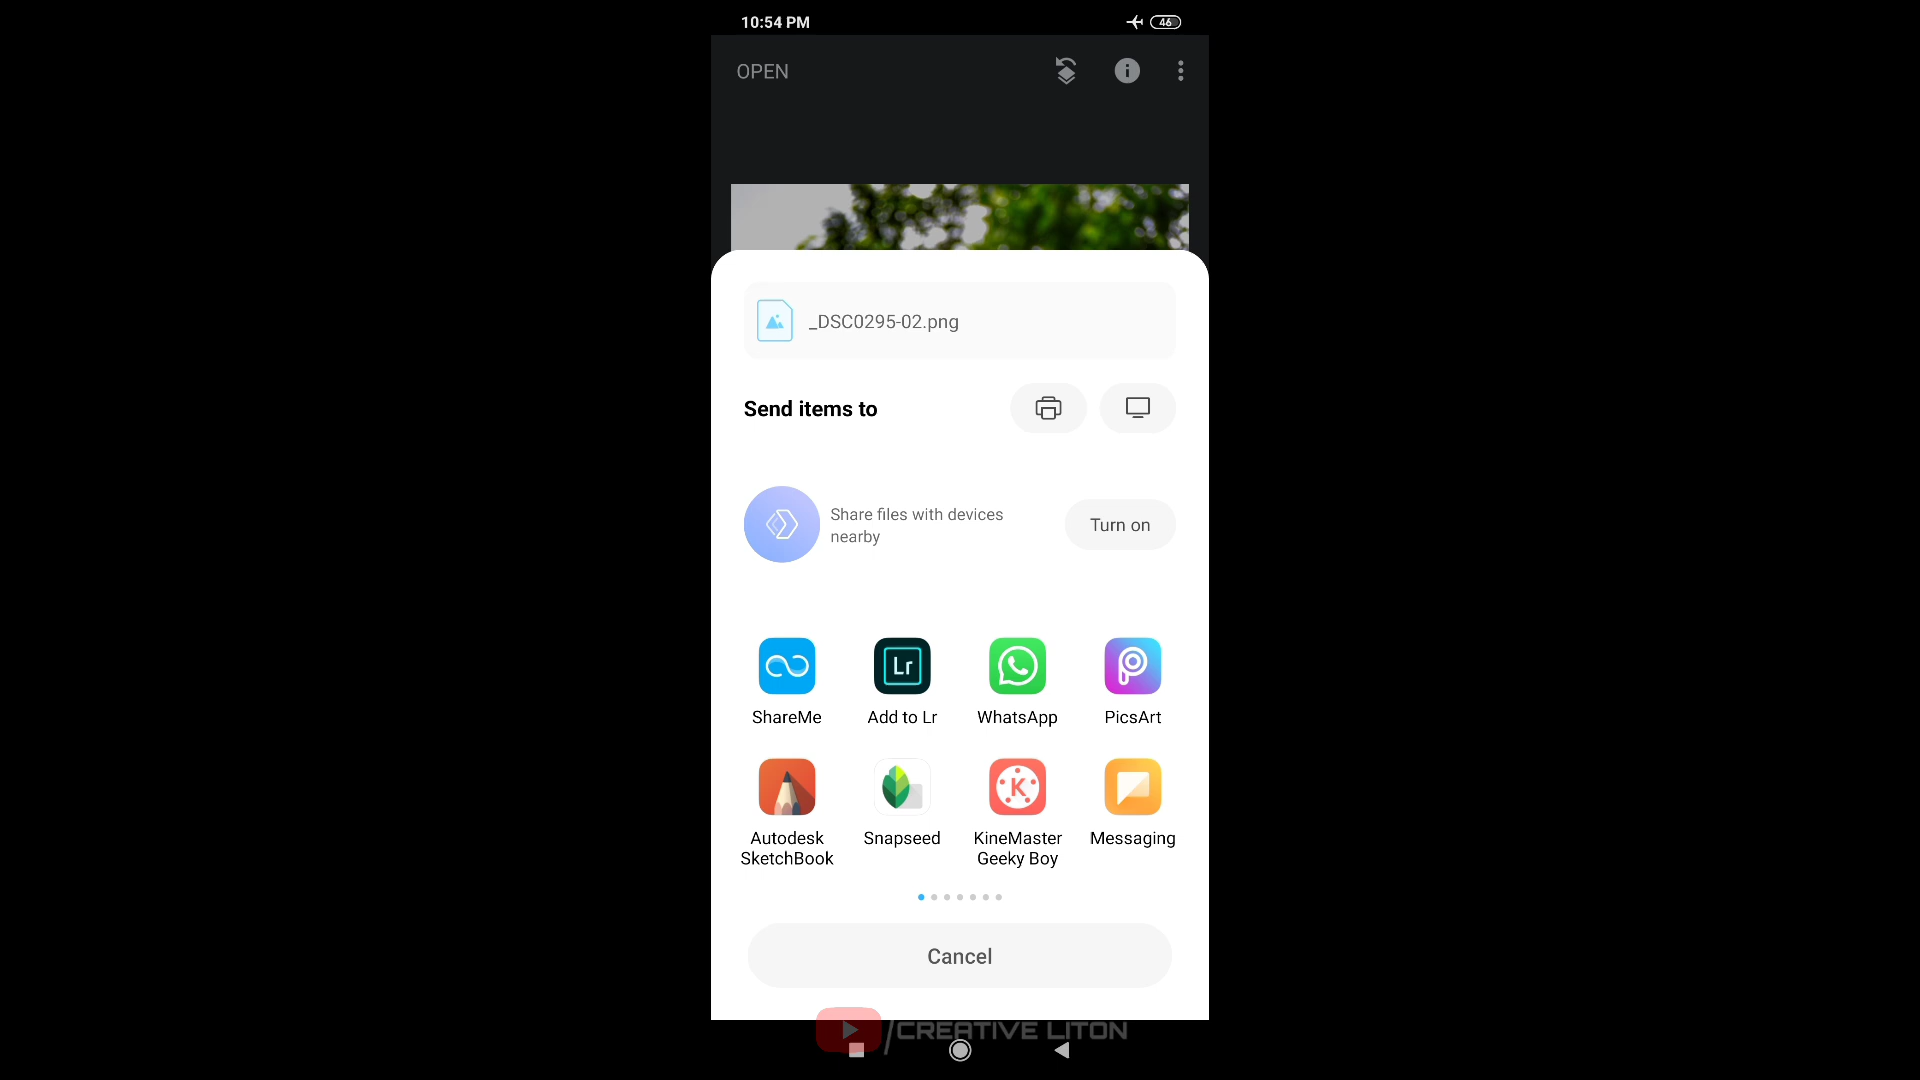 10:54 PM
46
OPEN
_DSC0295-02.png
Send items to
Share files with devices
nearby
Turn on
Lr
ShareMe
Add to Lr
WhatsApp
PicsArt
K
Autodesk
SketchBook
Snapseed
KineMaster
Geeky Boy
Messaging
Cancel
/CREATIVE LITON